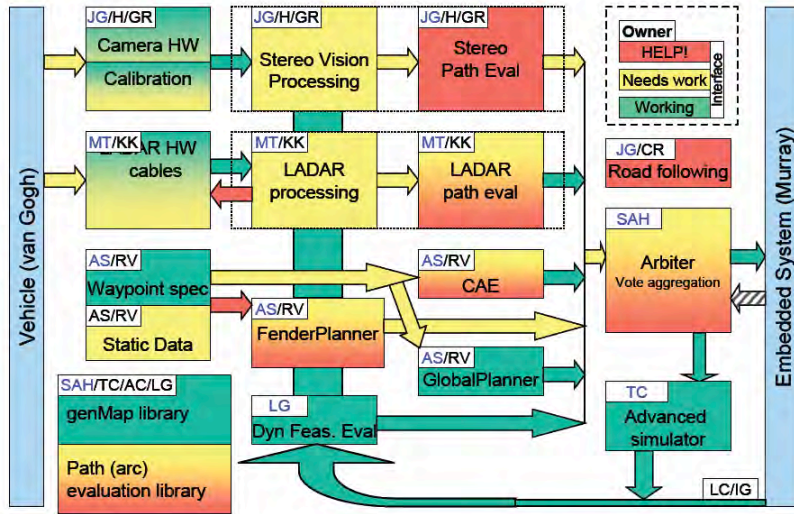 Vehicle (van Gogh)
JG/H/GR
Camera HW
Calibration
JG/H/GR
Stereo Vision
Processing
JG/H/GR
Stereo
Path Eval
Owner
HELP!
Needs work
Working
Interface
MT/KK
LADAR HW
cables
MT/KK
LADAR
processing
MT/KK
LADAR
path eval
JG/CR
Road following
AS/RV
Waypoint spec
AS/RV
Static Data
AS/RV
FenderPlanner
AS/RV
CAE
AS/RV
GlobalPlanner
SAH
Arbiter
Vote aggregation
SAH/TC/AC/LG
genMap library
Path (arc)
evaluation library
LG
Dyn Feas. Eval
TC
Advanced
simulator
LC/IG
Embedded System (Murray)